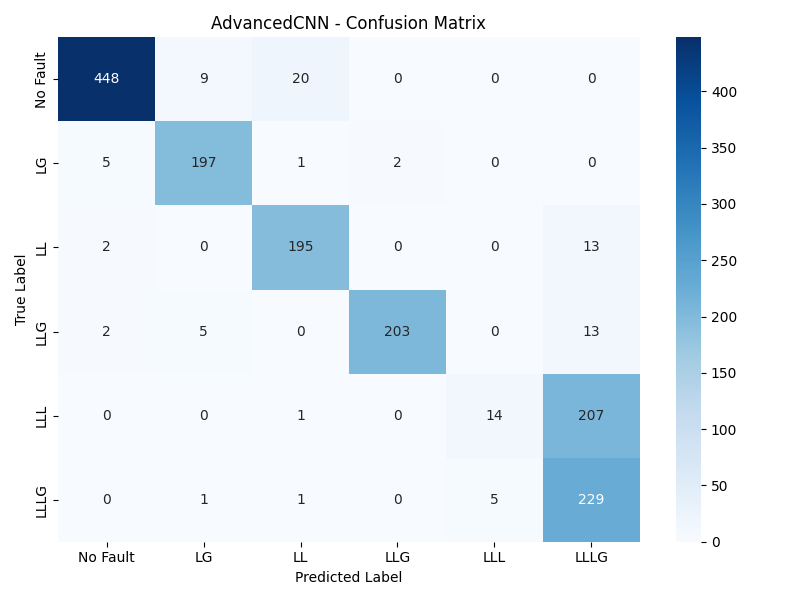 AdvancedCNN - Confusion Matrix
True Label
No Fault 448 9 20 0 0 0
LG 5 197 1 2 0 0
LL 2 0 195 0 0 13
LLG 2 5 0 203 0 13
LLL 0 0 1 0 14 207
LLLG 0 1 1 0 5 229
No Fault LG LL LLG LLL LLLG
Predicted Label
400
350
300
250
200
150
100
50
0